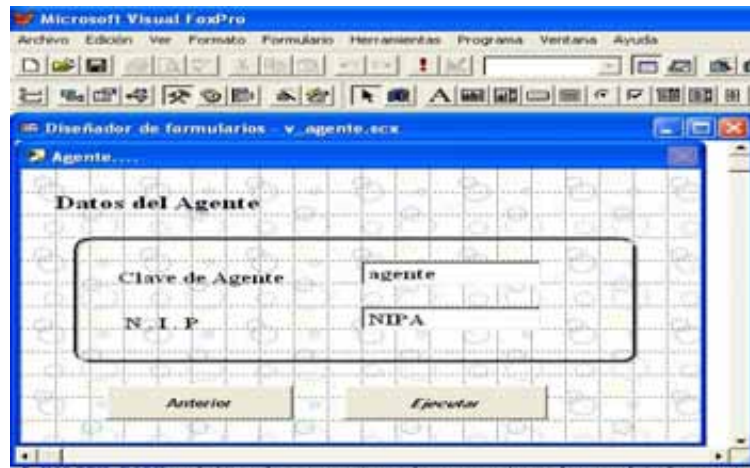 Microsoft Visual FoxPro
Archivo Edición Ver Formato Formulario Herramientas Programa Ventana Ayuda
Diseñador de formularios - v_agente.scx
Agente....
Datos del Agente
Clave de Agente agente
N.I.P NIPA
Anterior Ejecutar